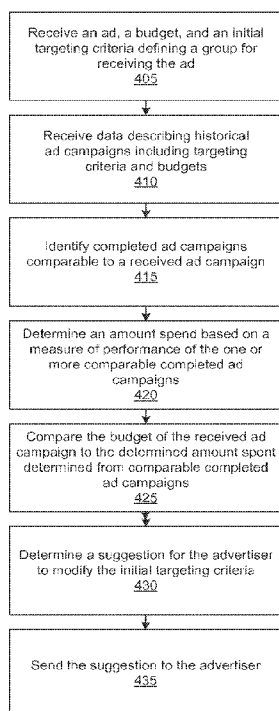 Receive an ad, a budget, and an initial
targeting criteria defining a group for
receiving the ad
405
Receive data describing historical
ad campaigns including targeting
criteria and budgets
410
Identify completed ad campaigns
comparable to a received ad campaign
415
Determine an amount spend based on a
measure of performance of the one or
more comparable completed ad
campaigns
420
Compare the budget of the received ad
campaign to the determined amount spent
determined from comparable completed
ad campaigns
425
Determine a suggestion for the advertiser
to modify the initial targeting criteria
430
Send the suggestion to the advertiser
435